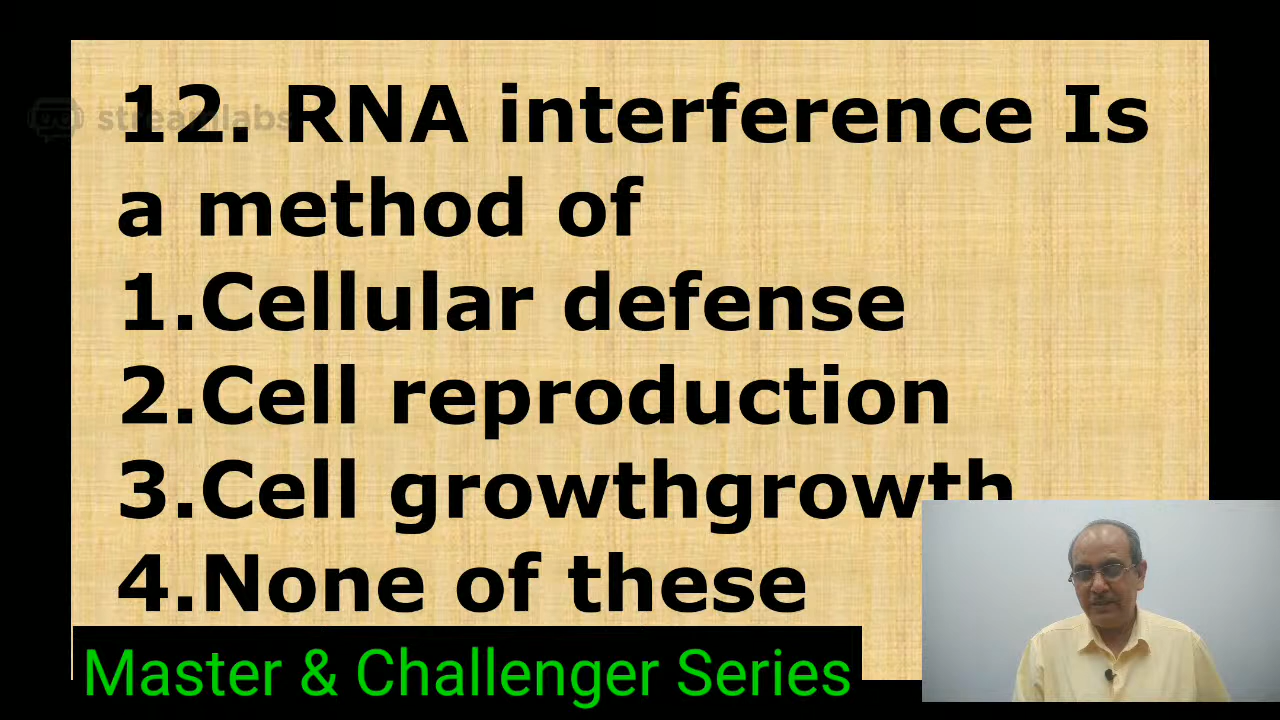 streamlabs
12. RNA interference Is
a method of
1.Cellular defense
2.Cell reproduction
3.Cell growthgrowth
4.None of these
Master & Challenger Series